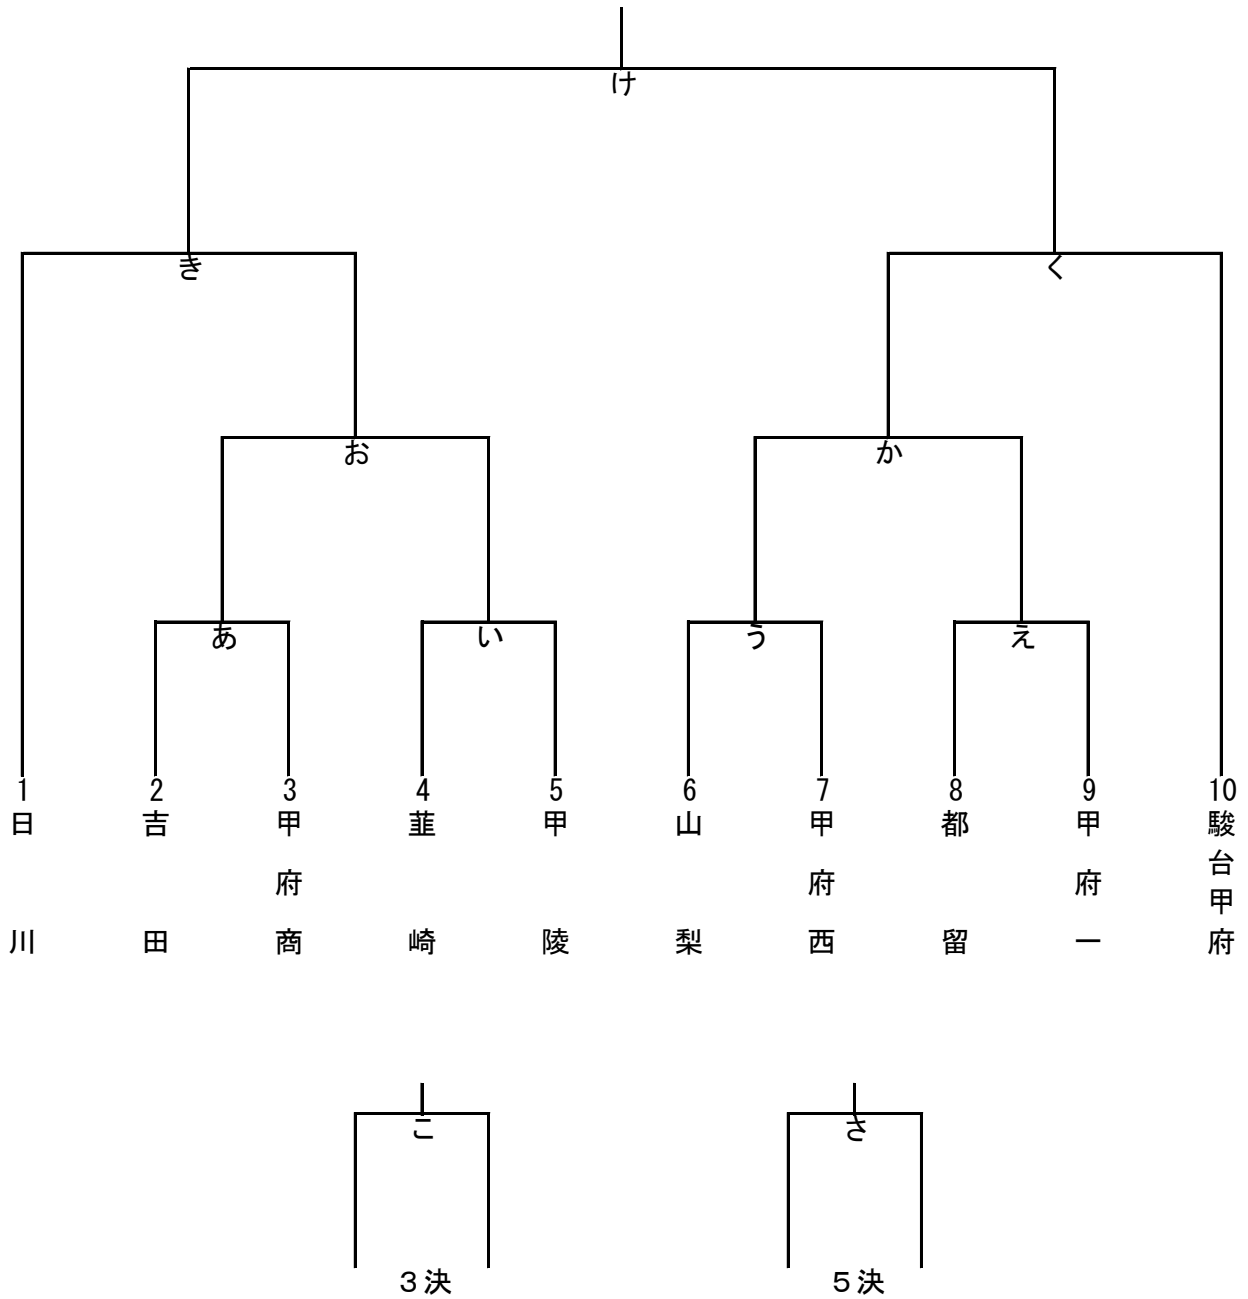 け
き く
お か
あ い う え
1 2 3 4 5 6 7 8 9 10
日川 吉田 甲府商 韮崎 甲陵 山梨 甲府西 都留 甲府一 駿台甲府
こ さ
３決 ５決